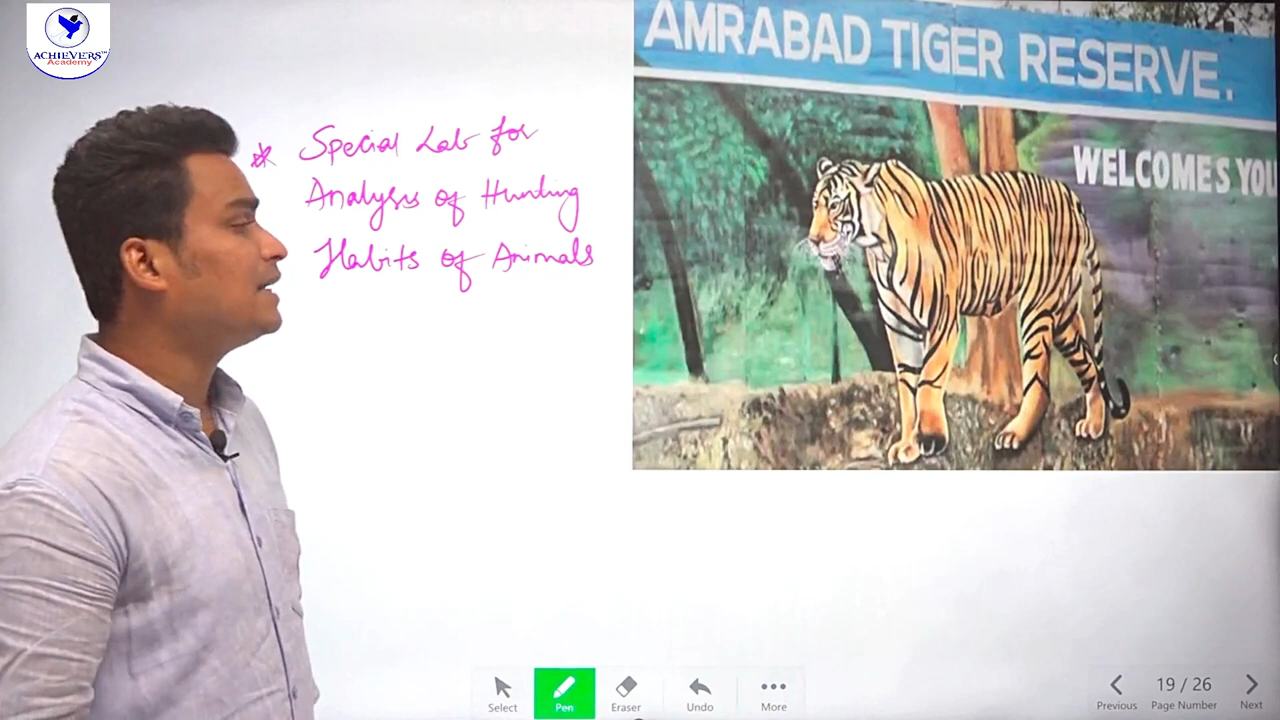 ACHIEVERS™
Academy
* Special Lab for
Analysis of Hunting
Habits of Animals
AMRABAD TIGER RESERVE.
WELCOMES YOU
Select
Pen
Eraser
Undo
More
Previous
19 / 26
Page Number
Next